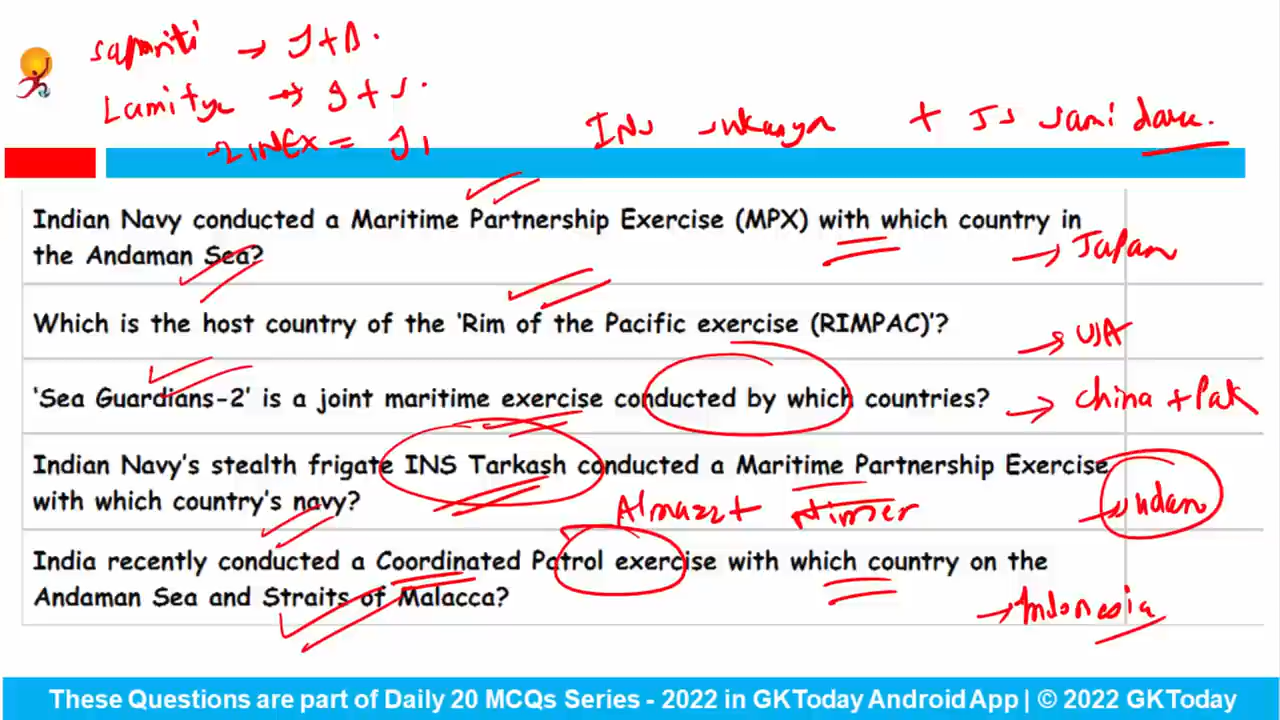 sapmriti → I + B.
Lamitye → I + S.
INS sukanya + JS Sami dare.
= I,
Indian Navy conducted a Maritime Partnership Exercise (MPX) with which country in
the Andaman Sea?
→ Japan
Which is the host country of the 'Rim of the Pacific exercise (RIMPAC)'?
→ USA
'Sea Guardians-2' is a joint maritime exercise conducted by which countries?
→ China + Pak
Indian Navy's stealth frigate INS Tarkash conducted a Maritime Partnership Exercise
with which country's navy?
→ sudan
India recently conducted a Coordinated Patrol exercise with which country on the
Andaman Sea and Straits of Malacca?
→ Indonesia
These Questions are part of Daily 20 MCQs Series - 2022 in GKToday Android App | © 2022 GKToday